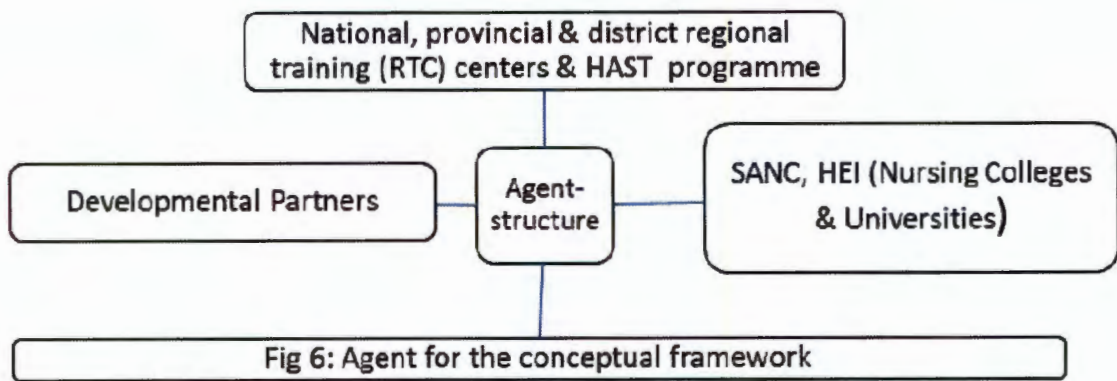 National, provincial & district regional
training (RTC) centers & HAST programme
Developmental Partners
Agent-
structure
SANC, HEI (Nursing Colleges
& Universities)
Fig 6: Agent for the conceptual framework